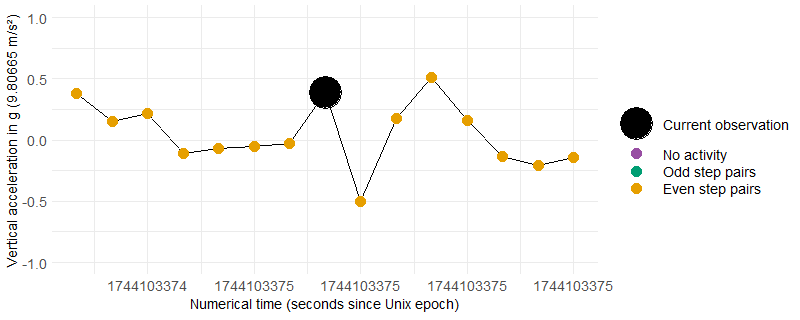 Vertical acceleration in g (9.80665 m/s²)
1.0
0.5
0.0
-0.5
-1.0
1744103374 1744103375 1744103375 1744103375 1744103375
Numerical time (seconds since Unix epoch)
Current observation
No activity
Odd step pairs
Even step pairs